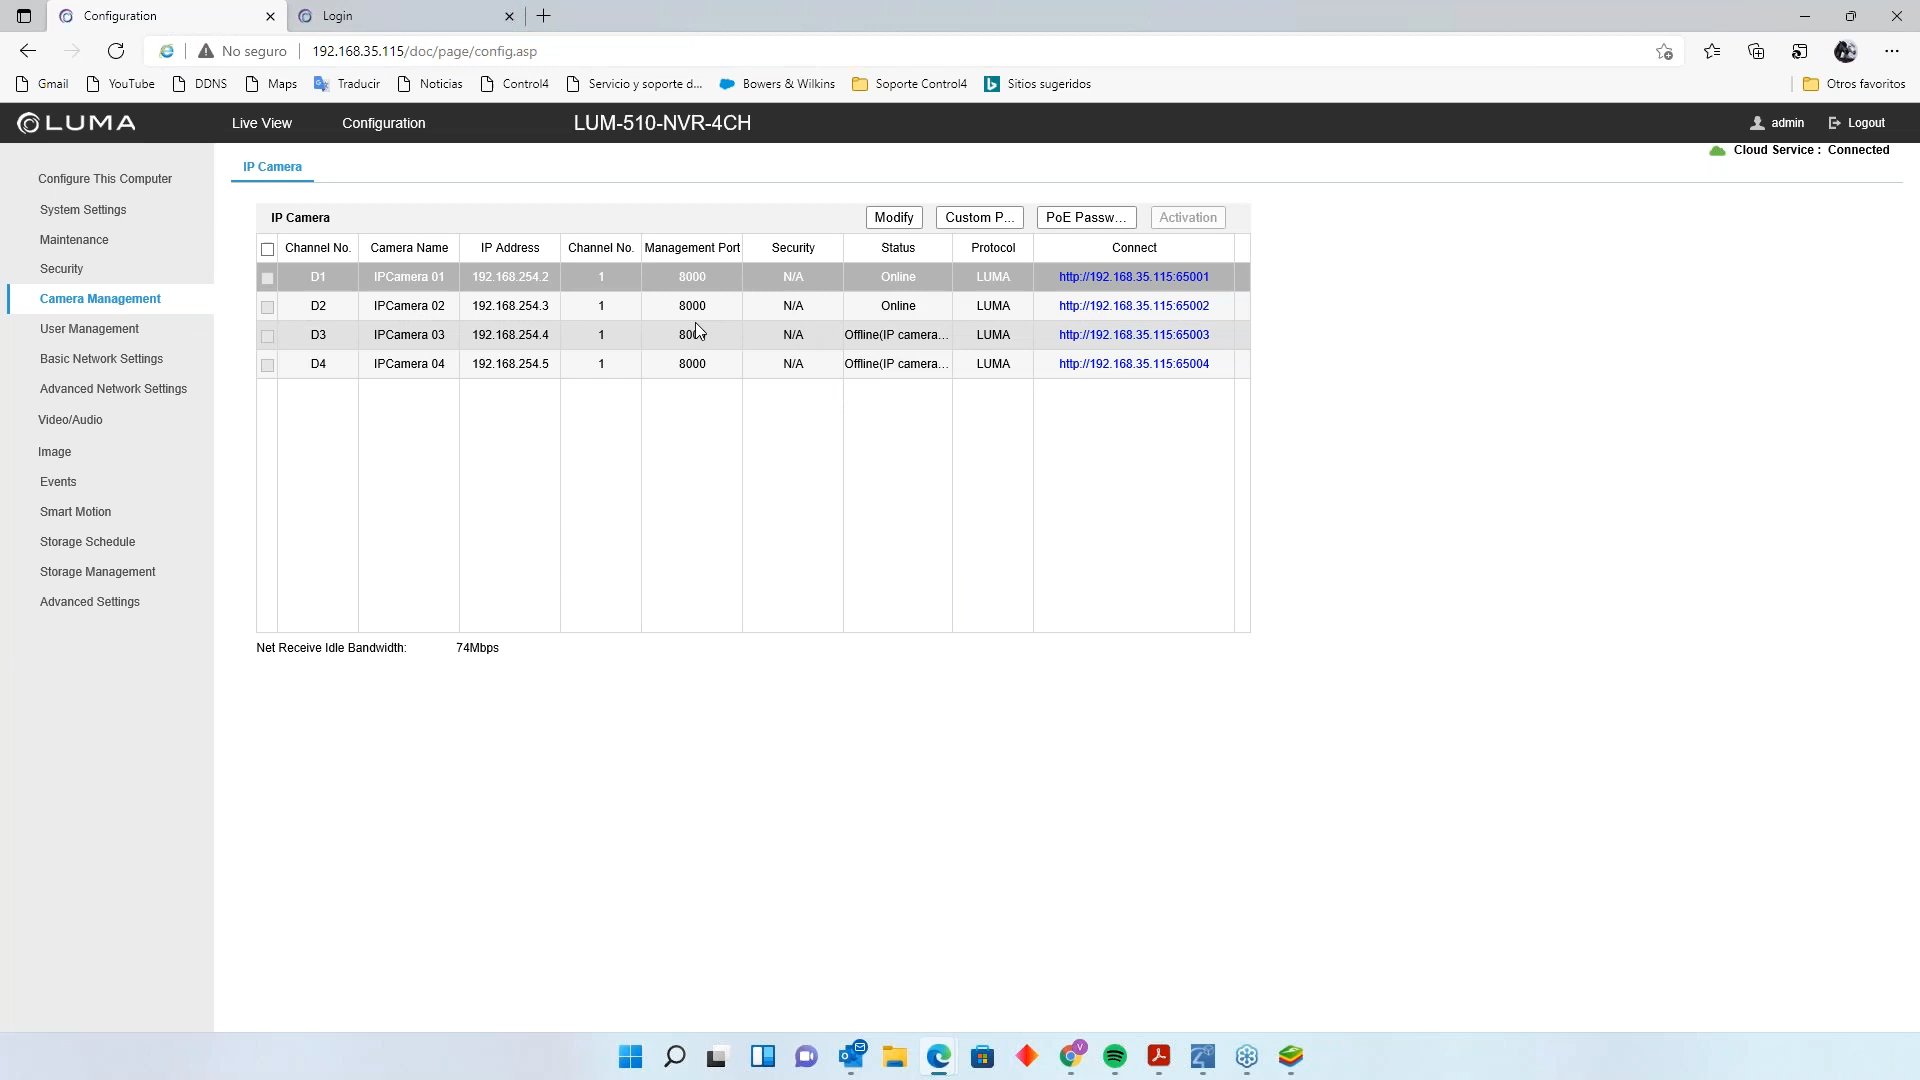 Configuration
Login
No seguro
192.168.35.115/doc/page/config.asp
Gmail
YouTube
DDNS
Maps
Traducir
Noticias
Control4
Servicio y soporte d...
Bowers & Wilkins
Soporte Control4
Sitios sugeridos
Otros favoritos
LUMA
Live View
Configuration
LUM-510-NVR-4CH
admin
Logout
Cloud Service : Connected
Configure This Computer
System Settings
Maintenance
Security
Camera Management
User Management
Basic Network Settings
Advanced Network Settings
Video/Audio
Image
Events
Smart Motion
Storage Schedule
Storage Management
Advanced Settings
IP Camera
IP Camera Modify Custom P... PoE Passw... Activation
Channel No. Camera Name IP Address Channel No. Management Port Security Status Protocol Connect
D1 IPCamera 01 192.168.254.2 1 8000 N/A Online LUMA http://192.168.35.115:65001
D2 IPCamera 02 192.168.254.3 1 8000 N/A Online LUMA http://192.168.35.115:65002
D3 IPCamera 03 192.168.254.4 1 8000 N/A Offline(IP camera... LUMA http://192.168.35.115:65003
D4 IPCamera 04 192.168.254.5 1 8000 N/A Offline(IP camera... LUMA http://192.168.35.115:65004
Net Receive Idle Bandwidth: 74Mbps